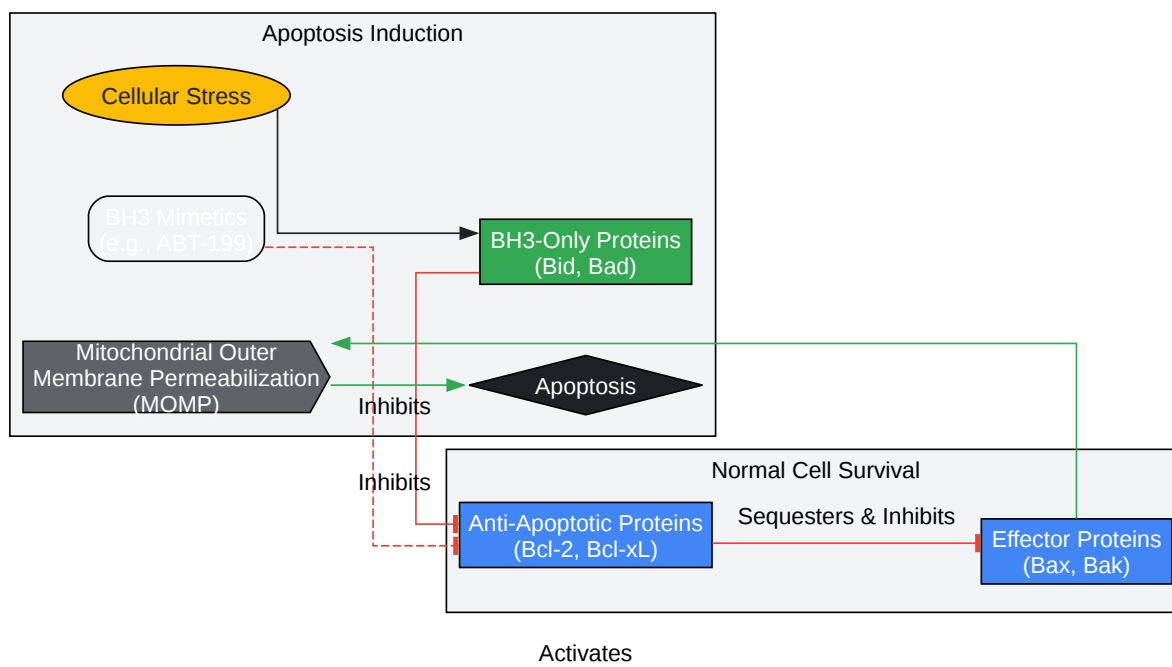 Apoptosis Induction
Cellular Stress
BH3 Mimetics
(e.g., ABT-199)
BH3-Only Proteins
(Bid, Bad)
Mitochondrial Outer
Membrane Permeabilization
(MOMP)
Apoptosis
Inhibits
Inhibits
Normal Cell Survival
Anti-Apoptotic Proteins
(Bcl-2, Bcl-xL)
Sequesters & Inhibits
Effector Proteins
(Bax, Bak)
Activates